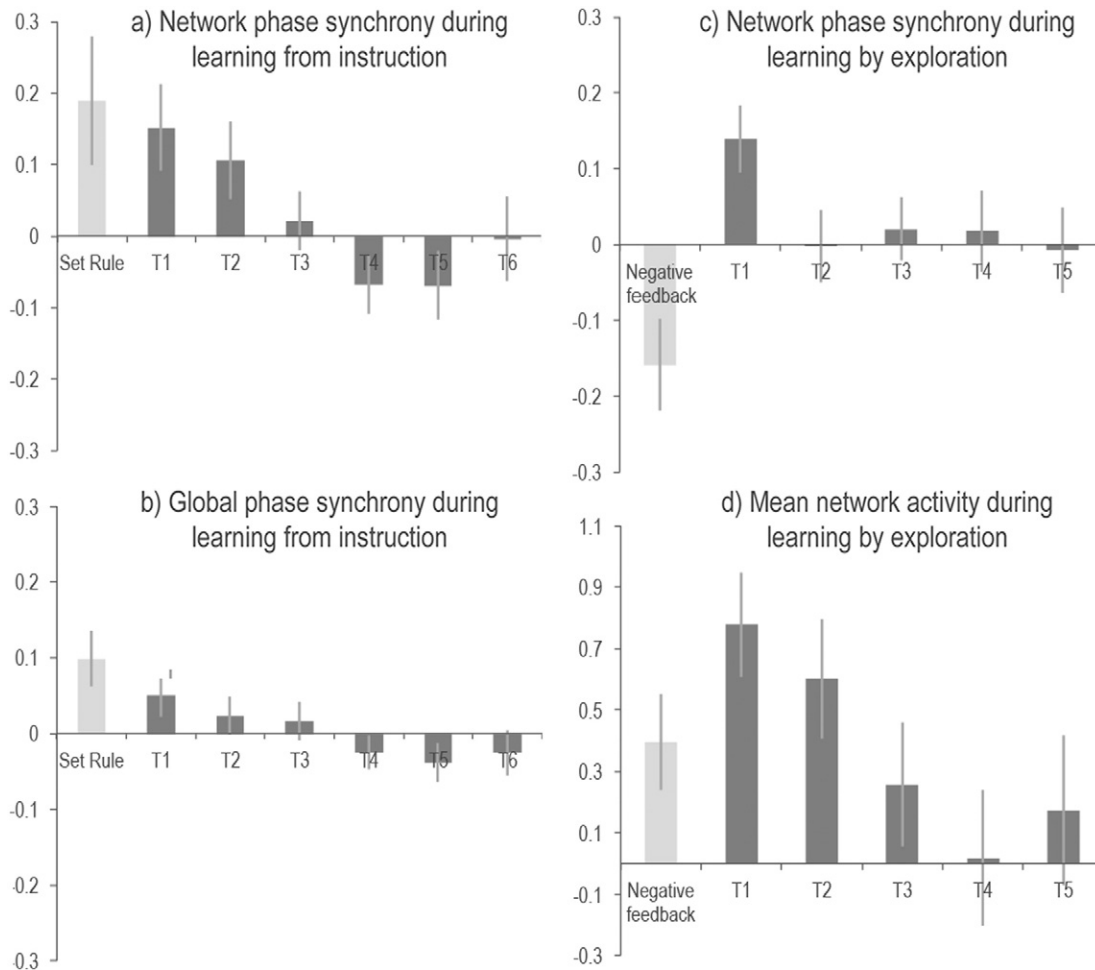 a) Network phase synchrony during
learning from instruction
0.3
0.2
0.1
0
-0.1
-0.2
-0.3
Set Rule T1 T2 T3 T4 T5 T6
c) Network phase synchrony during
learning by exploration
0.3
0.2
0.1
0
-0.1
-0.2
-0.3
Negative T1 T2 T3 T4 T5
feedback
b) Global phase synchrony during
learning from instruction
0.3
0.2
0.1
0
-0.1
-0.2
-0.3
Set Rule T1 T2 T3 T4 T5 T6
d) Mean network activity during
learning by exploration
1.1
0.9
0.7
0.5
0.3
0.1
-0.1
-0.3
Negative T1 T2 T3 T4 T5
feedback